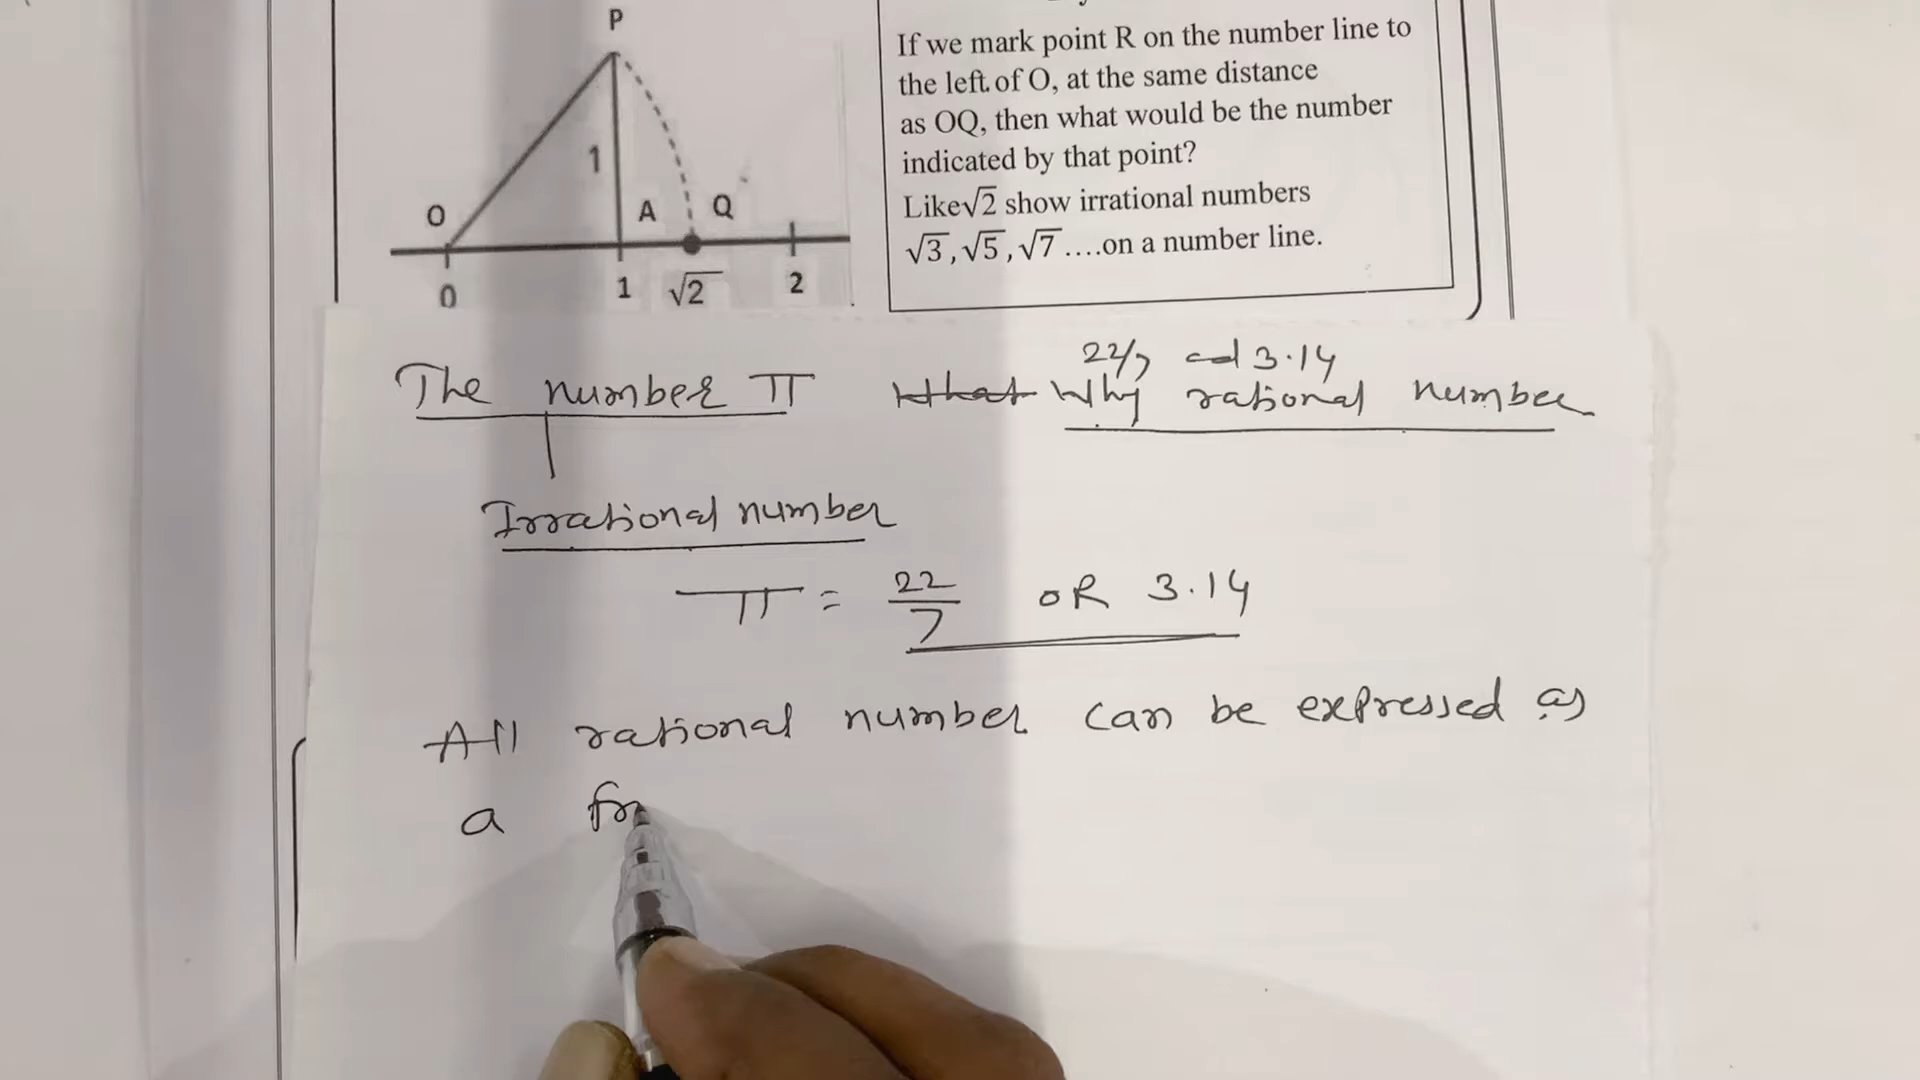 P
If we mark point R on the number line to
the left of O, at the same distance
as OQ, then what would be the number
indicated by that point?
Like√2 show irrational numbers
√3,√5,√7....on a number line.
1
O
A
Q
0
1
√2
2
22/7 and 3.14
The number π that Why rational number
Irrational number
π = 22/7 OR 3.14
All rational number can be expressed as
a fr